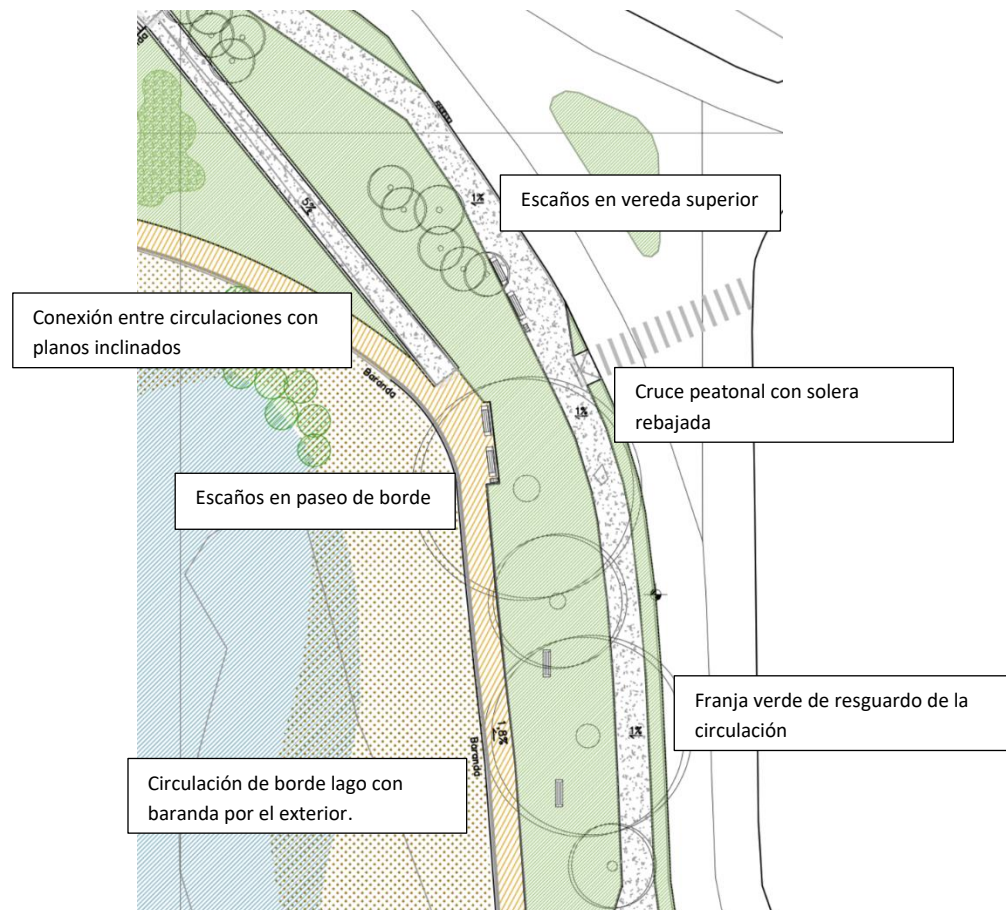 5%
1%
Escaños en vereda superior
Conexión entre circulaciones con
planos inclinados
Baranda
Cruce peatonal con solera
rebajada
1%
Escaños en paseo de borde
Franja verde de resguardo de la
circulación
1.8%
1%
Baranda
Circulación de borde lago con
baranda por el exterior.